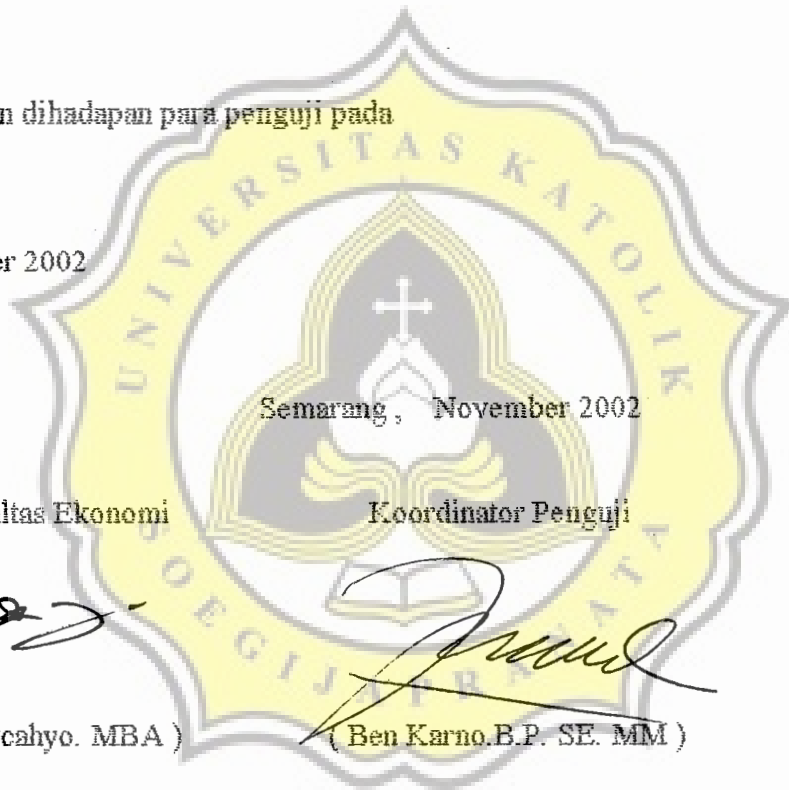 n dihadapan para penguji pada
er 2002
UNIVERSITAS KATOLIK
SOEGIJAPRANATA
Semarang , November 2002
ltas Ekonomi Koordinator Penguji
cahyo. MBA ) ( Ben Karno.B.P. SE. MM )